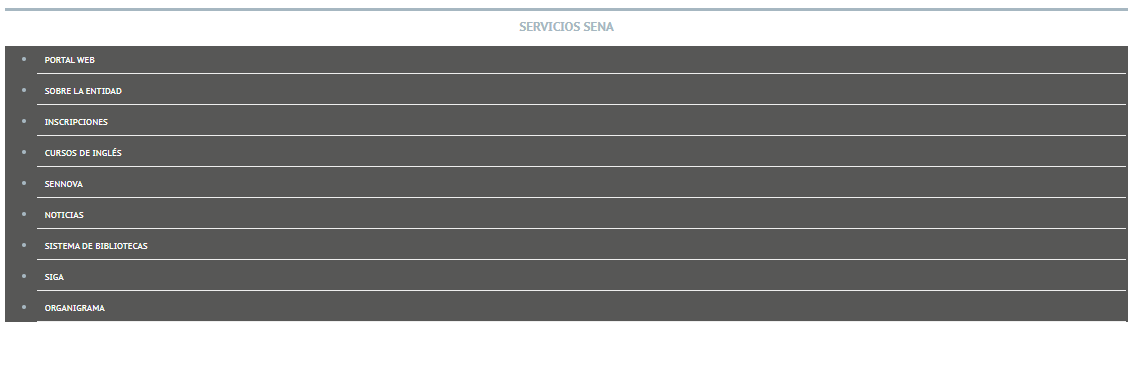 SERVICIOS SENA
PORTAL WEB
SOBRE LA ENTIDAD
INSCRIPCIONES
CURSOS DE INGLÉS
SENNOVA
NOTICIAS
SISTEMA DE BIBLIOTECAS
SIGA
ORGANIGRAMA